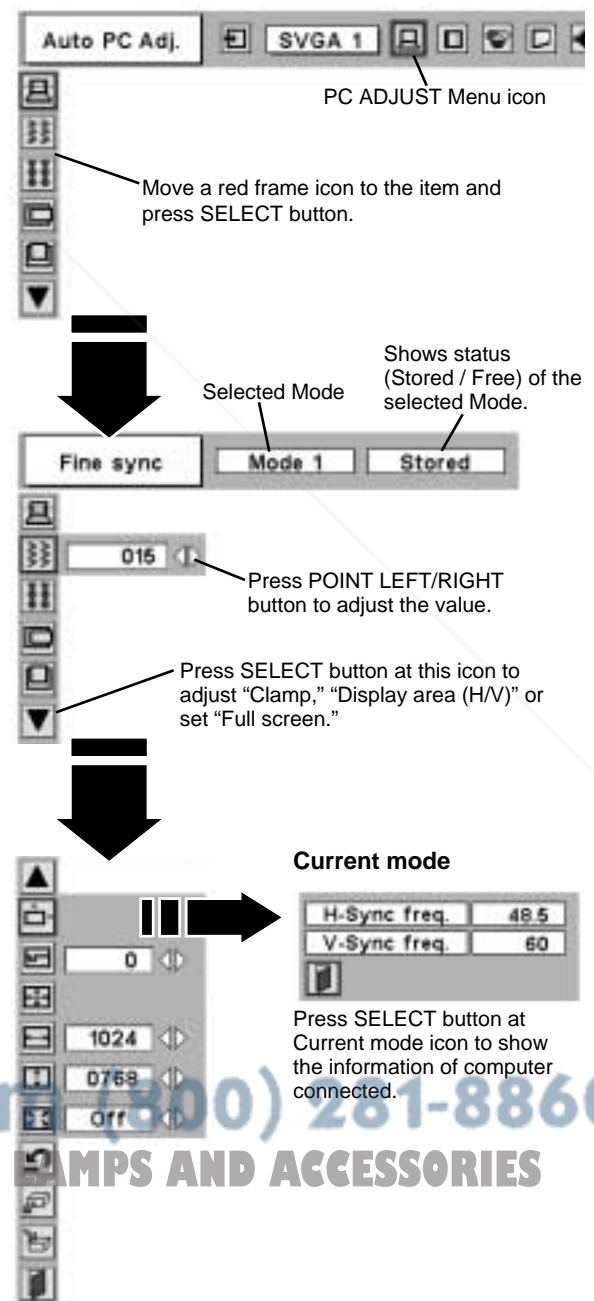 Auto PC Adj.
SVGA 1
PC ADJUST Menu icon
Move a red frame icon to the item and
press SELECT button.
Shows status
(Stored / Free) of the
selected Mode.
Selected Mode
Fine sync
Mode 1
Stored
015
Press POINT LEFT/RIGHT
button to adjust the value.
Press SELECT button at this icon to
adjust “Clamp,” “Display area (H/V)” or
set “Full screen.”
Current mode
H-Sync freq. 48.5
V-Sync freq. 60
0
1024
0768
Off
Press SELECT button at
Current mode icon to show
the information of computer
connected.
m (800) 281-8860
LAMPS AND ACCESSORIES